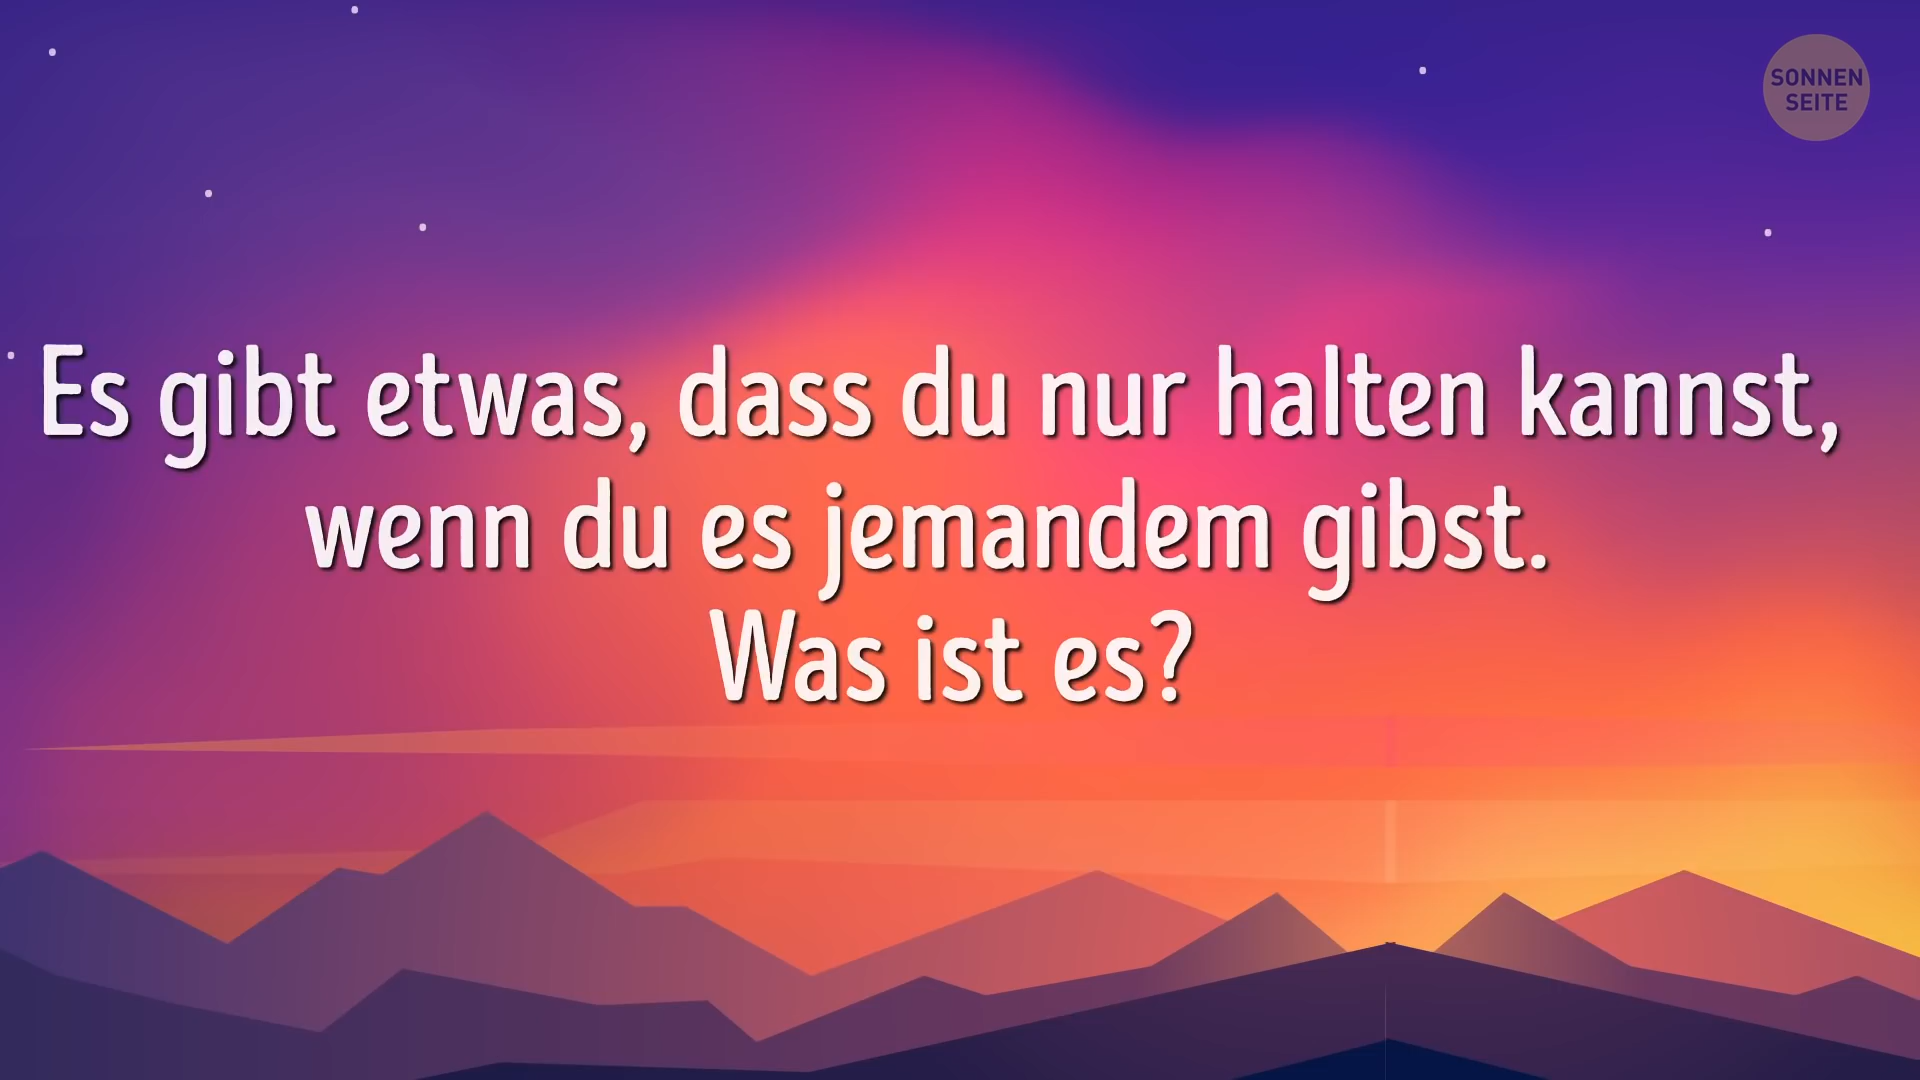 SONNEN
SEITE
Es gibt etwas, dass du nur halten kannst,
wenn du es jemandem gibst.
Was ist es?